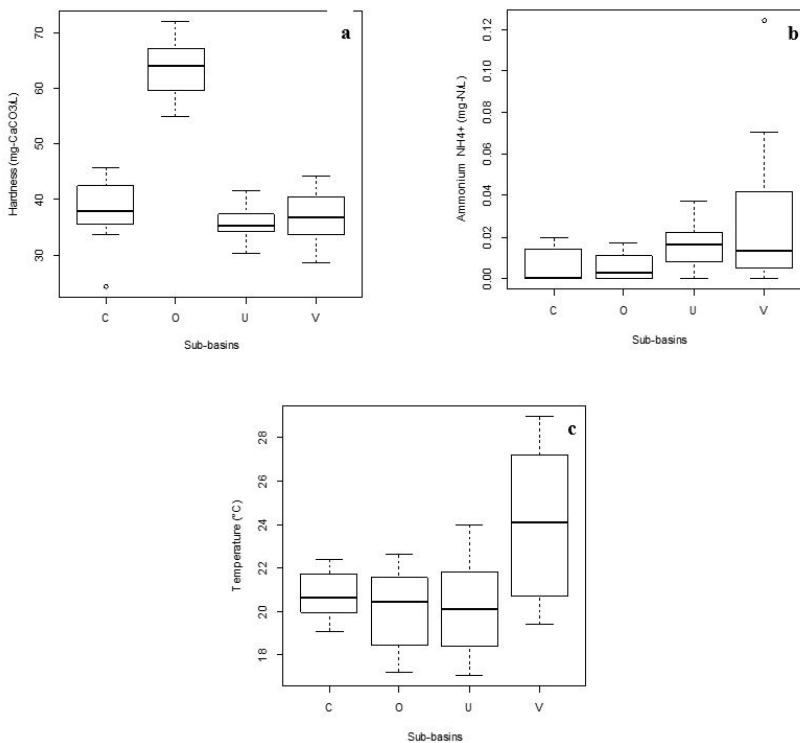 a
Hardness (mg-CaCO3/L)
70
60
50
40
30
C O U V
Sub-basins
b
Ammonium NH4+ (mg-N/L)
0.12
0.10
0.08
0.06
0.04
0.02
0.00
C O U V
Sub-basins
c
Temperature (°C)
28
26
24
22
20
18
C O U V
Sub-basins